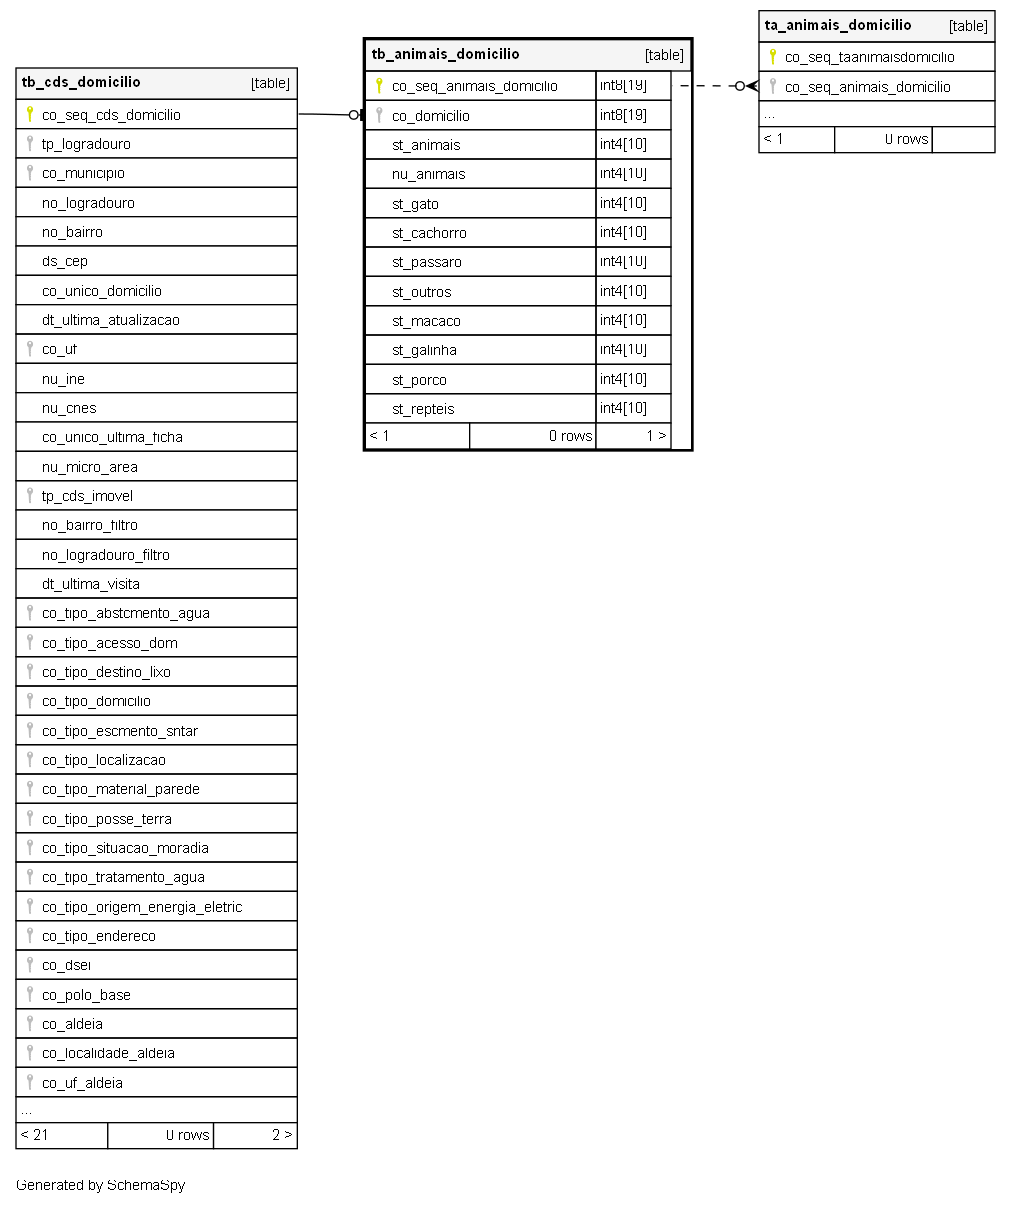 tb_cds_domicilio [table]
co_seq_cds_domicilio
tp_logradouro
co_municipio
no_logradouro
no_bairro
ds_cep
co_unico_domicilio
dt_ultima_atualizacao
co_uf
nu_ine
nu_cnes
co_unico_ultima_ficha
nu_micro_area
tp_cds_imovel
no_bairro_filtro
no_logradouro_filtro
dt_ultima_visita
co_tipo_abstcmento_agua
co_tipo_acesso_dom
co_tipo_destino_lixo
co_tipo_domicilio
co_tipo_escmento_sntar
co_tipo_localizacao
co_tipo_material_parede
co_tipo_posse_terra
co_tipo_situacao_moradia
co_tipo_tratamento_agua
co_tipo_origem_energia_eletric
co_tipo_endereco
co_dsei
co_polo_base
co_aldeia
co_localidade_aldeia
co_uf_aldeia
...
< 21 0 rows 2 >
tb_animais_domicilio [table]
co_seq_animais_domicilio int8[19]
co_domicilio int8[19]
st_animais int4[10]
nu_animais int4[10]
st_gato int4[10]
st_cachorro int4[10]
st_passaro int4[10]
st_outros int4[10]
st_macaco int4[10]
st_galinha int4[10]
st_porco int4[10]
st_repteis int4[10]
< 1 0 rows 1 >
ta_animais_domicilio [table]
co_seq_taanimaisdomicilio
co_seq_animais_domicilio
...
< 1 0 rows
Generated by SchemaSpy